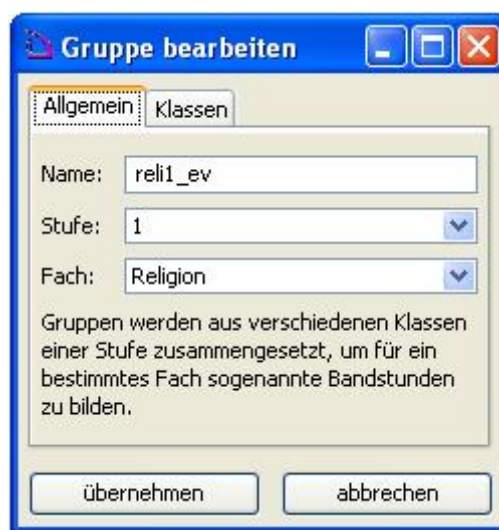 Gruppe bearbeiten
Allgemein Klassen
Name: reli1_ev
Stufe: 1
Fach: Religion
Gruppen werden aus verschiedenen Klassen
einer Stufe zusammengesetzt, um für ein
bestimmtes Fach sogenannte Bandstunden
zu bilden.
übernehmen abbrechen